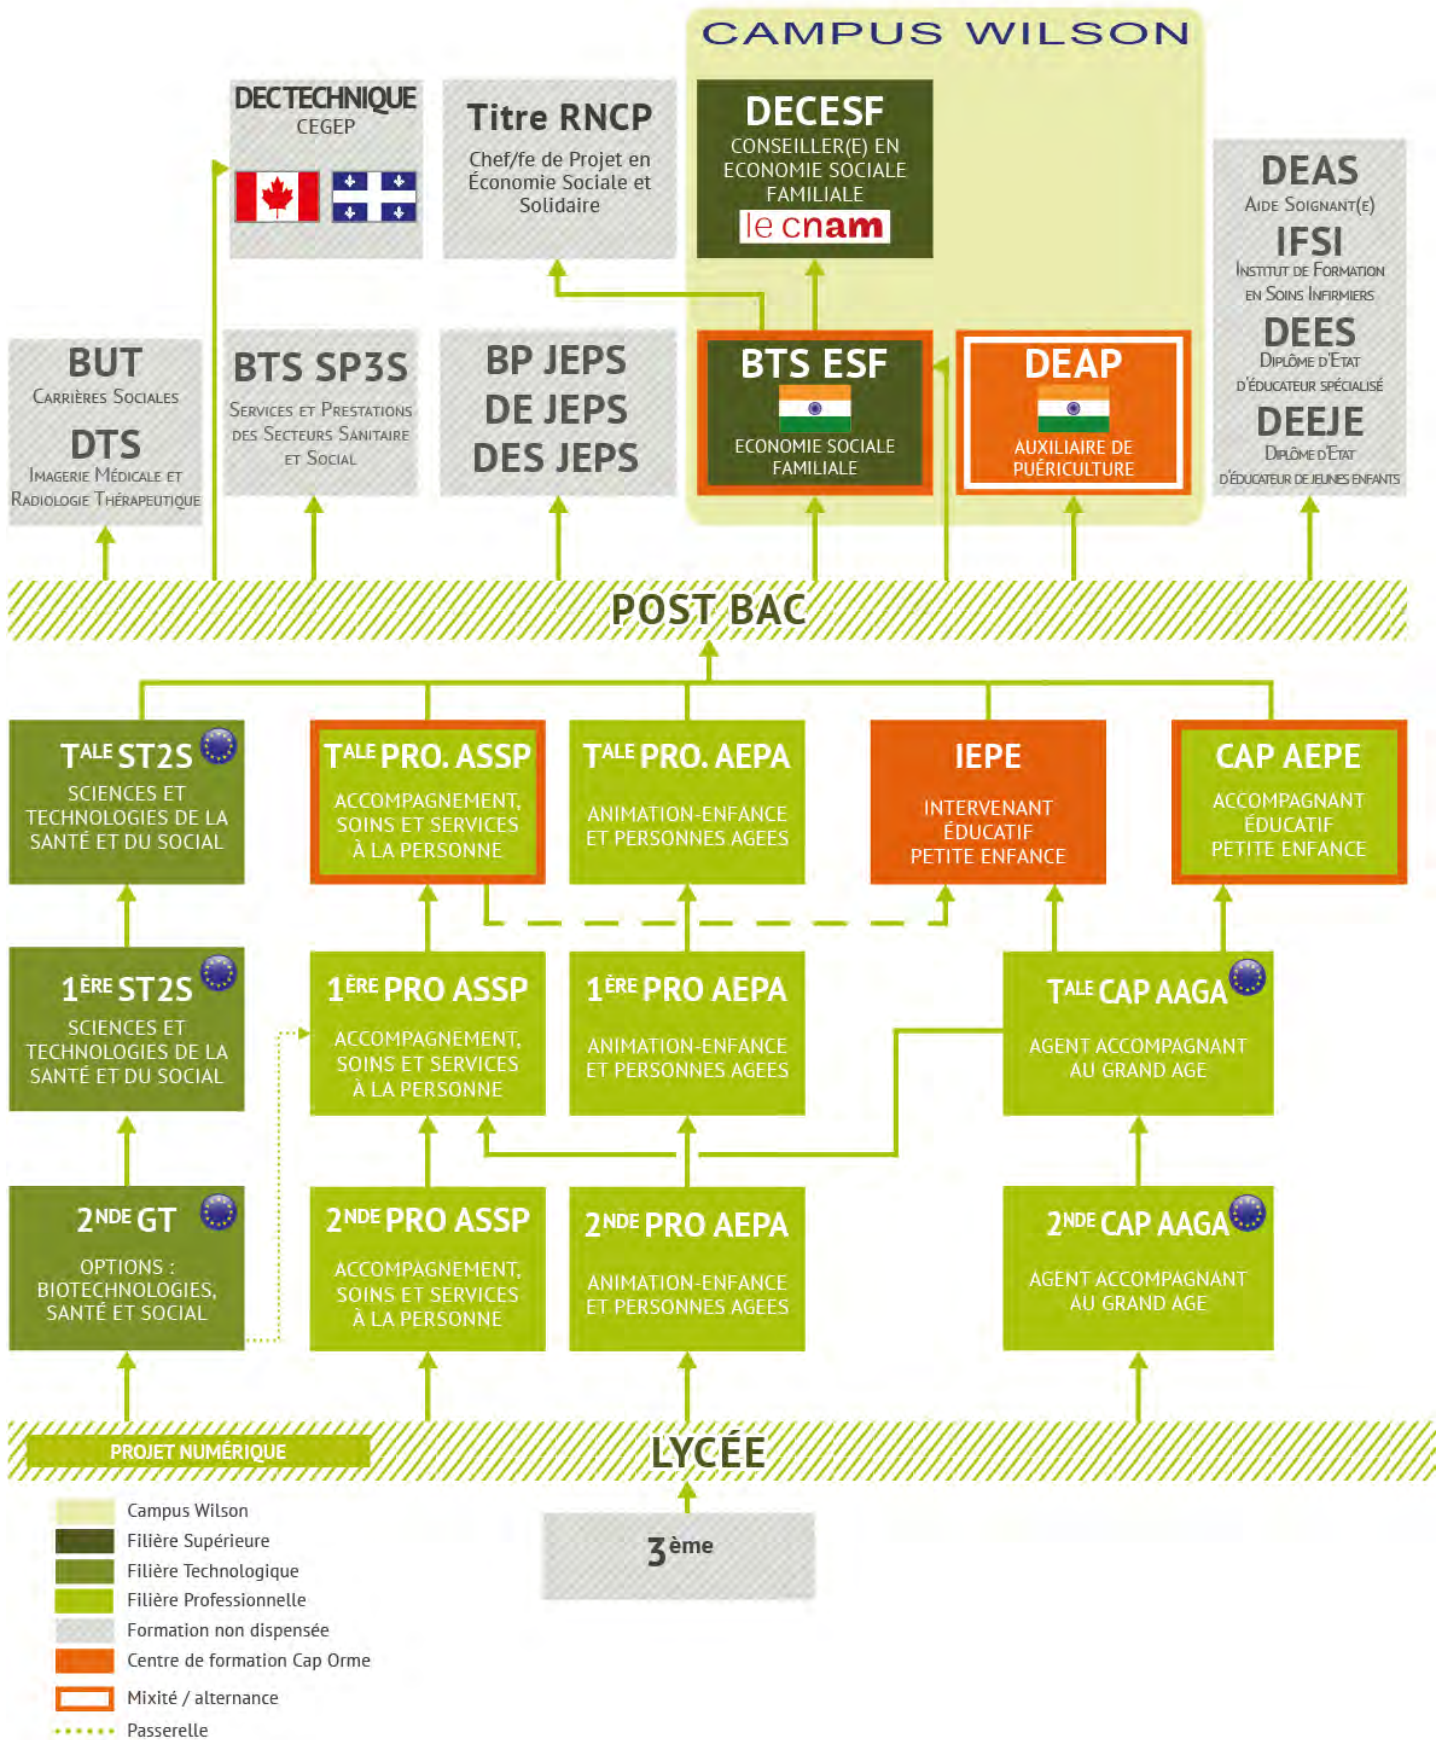 CAMPUS WILSON
DEC TECHNIQUE
CEGEP
Titre RNCP
Chef/fe de Projet en
Économie Sociale et
Solidaire
DECESF
CONSEILLER(E) EN
ECONOMIE SOCIALE
FAMILIALE
le cnam
DEAS
AIDE SOIGNANT(E)
IFSI
INSTITUT DE FORMATION
EN SOINS INFIRMIERS
DEES
DIPLÔME D'ETAT
D'ÉDUCATEUR SPÉCIALISÉ
DEEJE
DIPLÔME D'ETAT
D'ÉDUCATEUR DE JEUNES ENFANTS
BUT
CARRIÈRES SOCIALES
DTS
IMAGERIE MÉDICALE ET
RADIOLOGIE THÉRAPEUTIQUE
BTS SP3S
SERVICES ET PRESTATIONS
DES SECTEURS SANITAIRE
ET SOCIAL
BP JEPS
DE JEPS
DES JEPS
BTS ESF
ECONOMIE SOCIALE
FAMILIALE
DEAP
AUXILIAIRE DE
PUÉRICULTURE
POST BAC
TALE ST2S
SCIENCES ET
TECHNOLOGIES DE LA
SANTÉ ET DU SOCIAL
TALE PRO. ASSP
ACCOMPAGNEMENT,
SOINS ET SERVICES
À LA PERSONNE
TALE PRO. AEPA
ANIMATION-ENFANCE
ET PERSONNES AGEES
IEPE
INTERVENANT
ÉDUCATIF
PETITE ENFANCE
CAP AEPE
ACCOMPAGNANT
ÉDUCATIF
PETITE ENFANCE
1ÈRE ST2S
SCIENCES ET
TECHNOLOGIES DE LA
SANTÉ ET DU SOCIAL
1ÈRE PRO ASSP
ACCOMPAGNEMENT,
SOINS ET SERVICES
À LA PERSONNE
1ÈRE PRO AEPA
ANIMATION-ENFANCE
ET PERSONNES AGEES
TALE CAP AAGA
AGENT ACCOMPAGNANT
AU GRAND AGE
2NDE GT
OPTIONS :
BIOTECHNOLOGIES,
SANTÉ ET SOCIAL
2NDE PRO ASSP
ACCOMPAGNEMENT,
SOINS ET SERVICES
À LA PERSONNE
2NDE PRO AEPA
ANIMATION-ENFANCE
ET PERSONNES AGEES
2NDE CAP AAGA
AGENT ACCOMPAGNANT
AU GRAND AGE
PROJET NUMÉRIQUE
LYCÉE
3ème
Campus Wilson
Filière Supérieure
Filière Technologique
Filière Professionnelle
Formation non dispensée
Centre de formation Cap Orme
Mixité / alternance
Passerelle